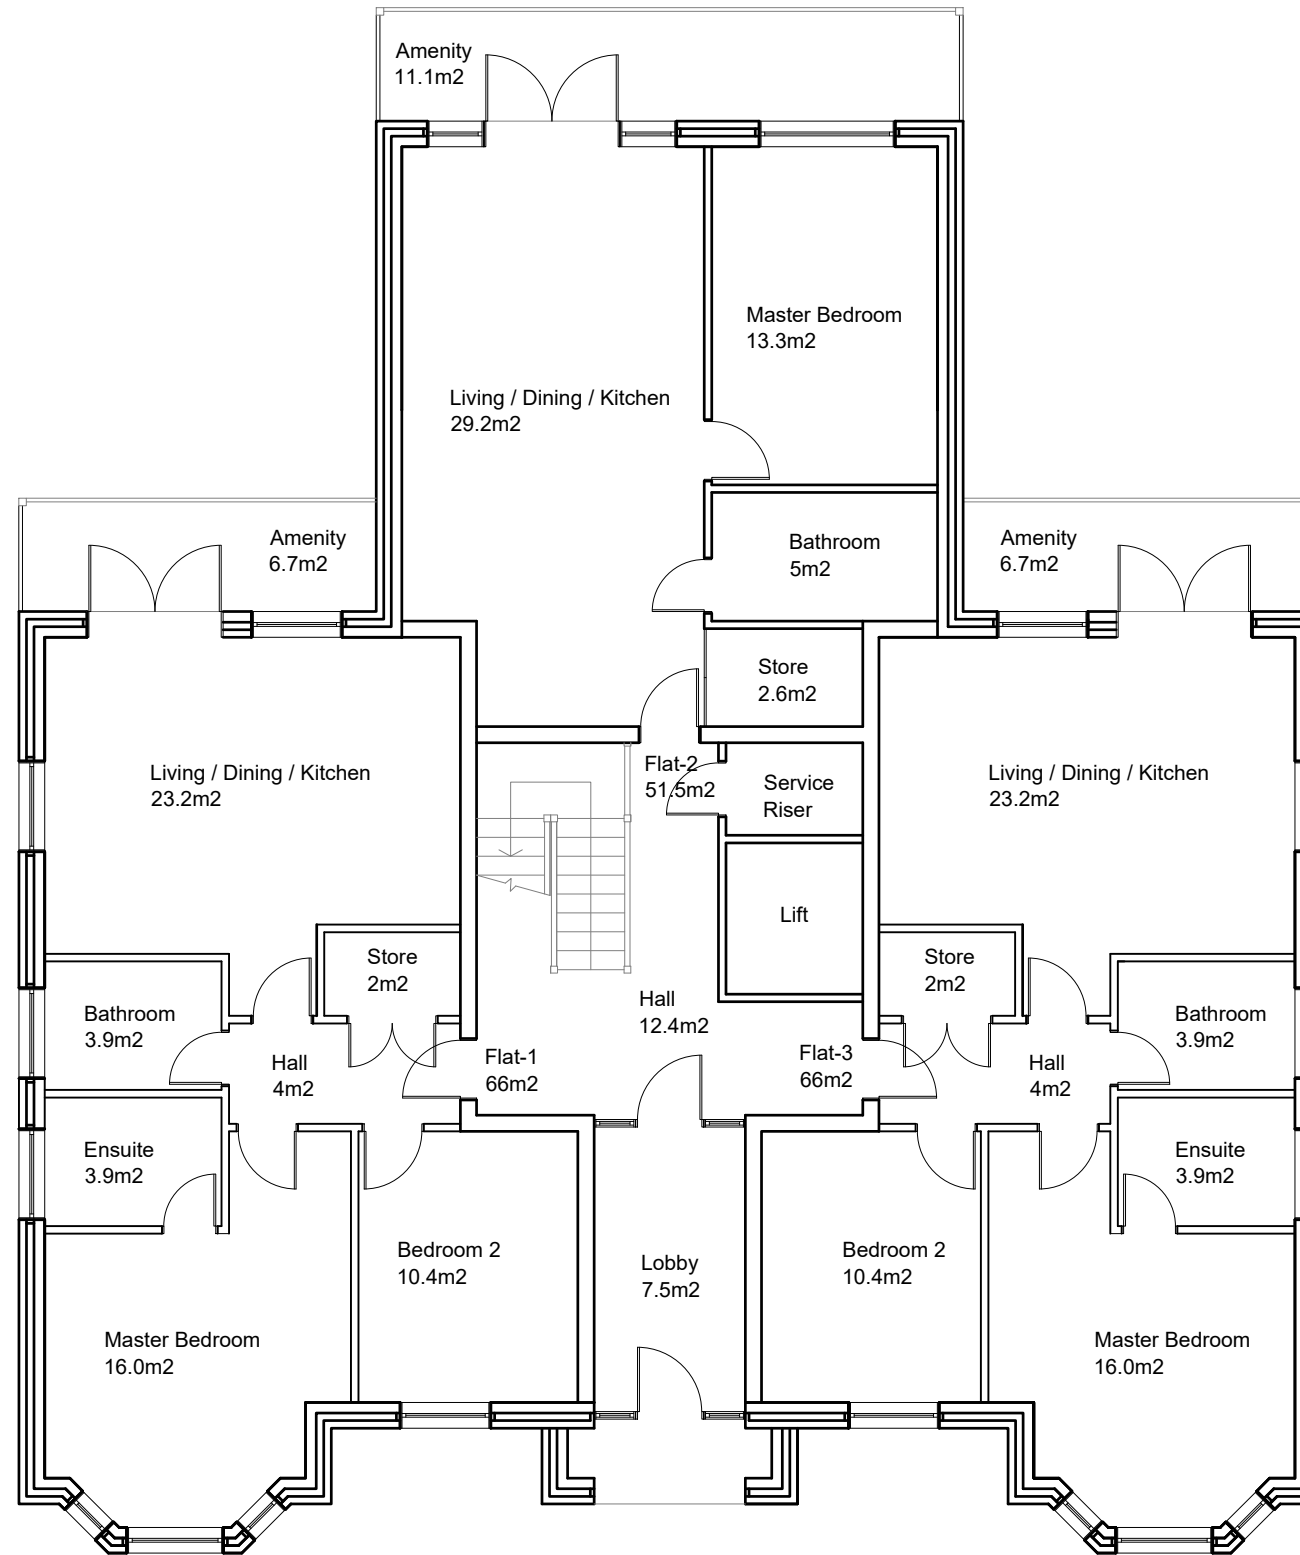 Amenity
11.1m2
Master Bedroom
13.3m2
Living / Dining / Kitchen
29.2m2
Amenity
6.7m2
Bathroom
5m2
Amenity
6.7m2
Store
2.6m2
Living / Dining / Kitchen
23.2m2
Flat-2
51.5m2
Service
Riser
Living / Dining / Kitchen
23.2m2
Lift
Store
2m2
Store
2m2
Bathroom
3.9m2
Hall
12.4m2
Bathroom
3.9m2
Hall
4m2
Flat-1
66m2
Flat-3
66m2
Hall
4m2
Ensuite
3.9m2
Ensuite
3.9m2
Bedroom 2
10.4m2
Lobby
7.5m2
Bedroom 2
10.4m2
Master Bedroom
16.0m2
Master Bedroom
16.0m2